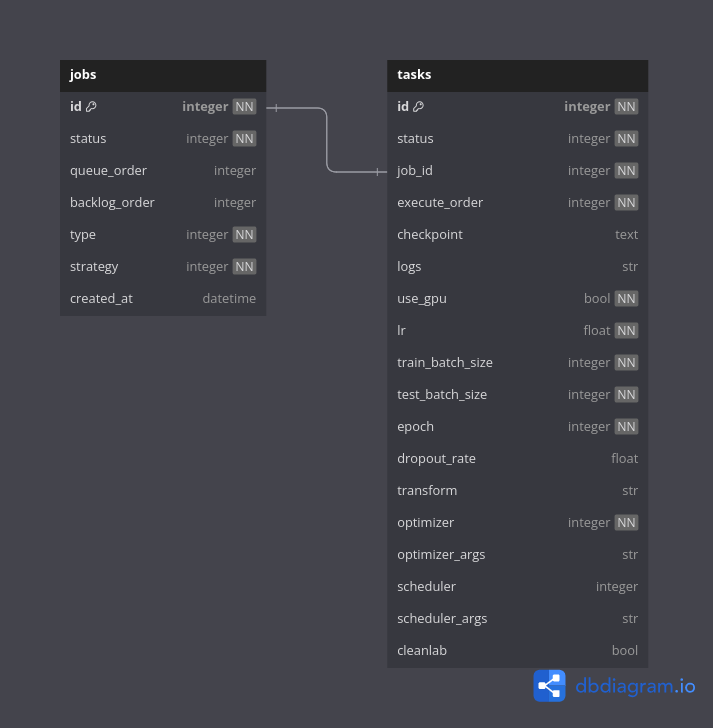 jobs
id integer NN
status integer NN
queue_order integer
backlog_order integer
type integer NN
strategy integer NN
created_at datetime
tasks
id integer NN
status integer NN
job_id integer NN
execute_order integer NN
checkpoint text
logs str
use_gpu bool NN
lr float NN
train_batch_size integer NN
test_batch_size integer NN
epoch integer NN
dropout_rate float
transform str
optimizer integer NN
optimizer_args str
scheduler integer
scheduler_args str
cleanlab bool
dbdiagram.io